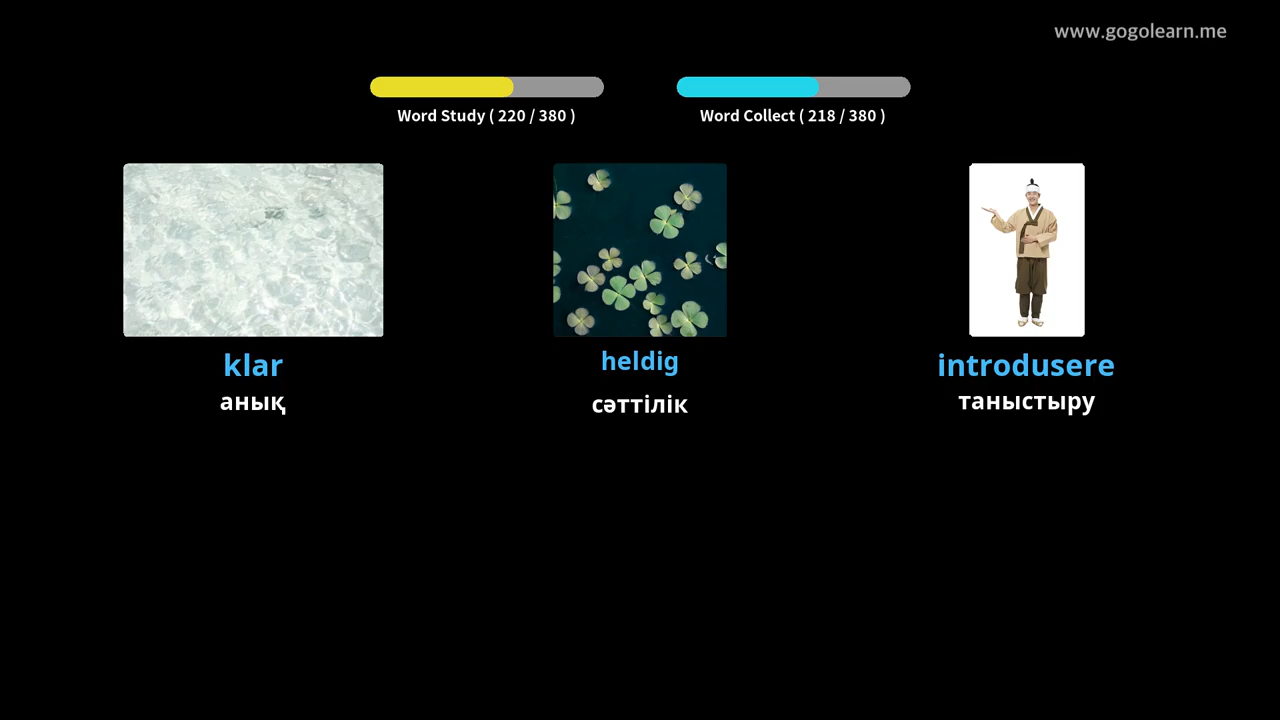 www.gogolearn.me
Word Study ( 220 / 380 )
Word Collect ( 218 / 380 )
klar
анық
heldig
сәттілік
introdusere
таныстыру